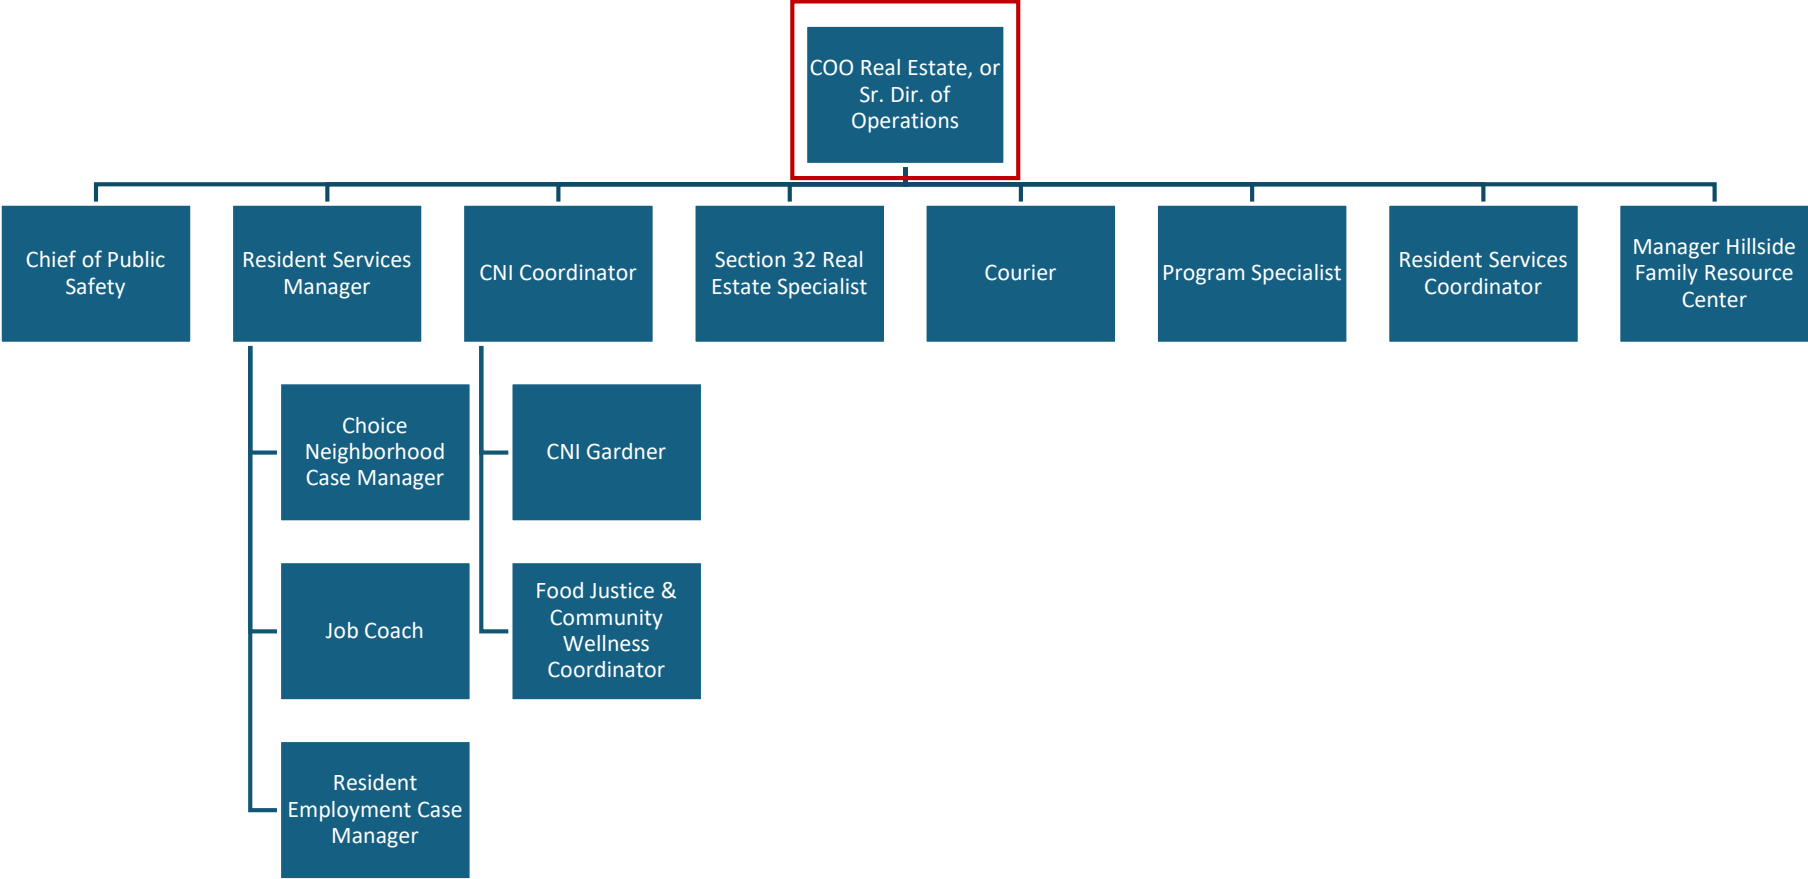 COO Real Estate, or
Sr. Dir. of
Operations
Chief of Public
Safety
Resident Services
Manager
CNI Coordinator
Section 32 Real
Estate Specialist
Courier
Program Specialist
Resident Services
Coordinator
Manager Hillside
Family Resource
Center
Choice
Neighborhood
Case Manager
CNI Gardner
Job Coach
Food Justice &
Community
Wellness
Coordinator
Resident
Employment Case
Manager